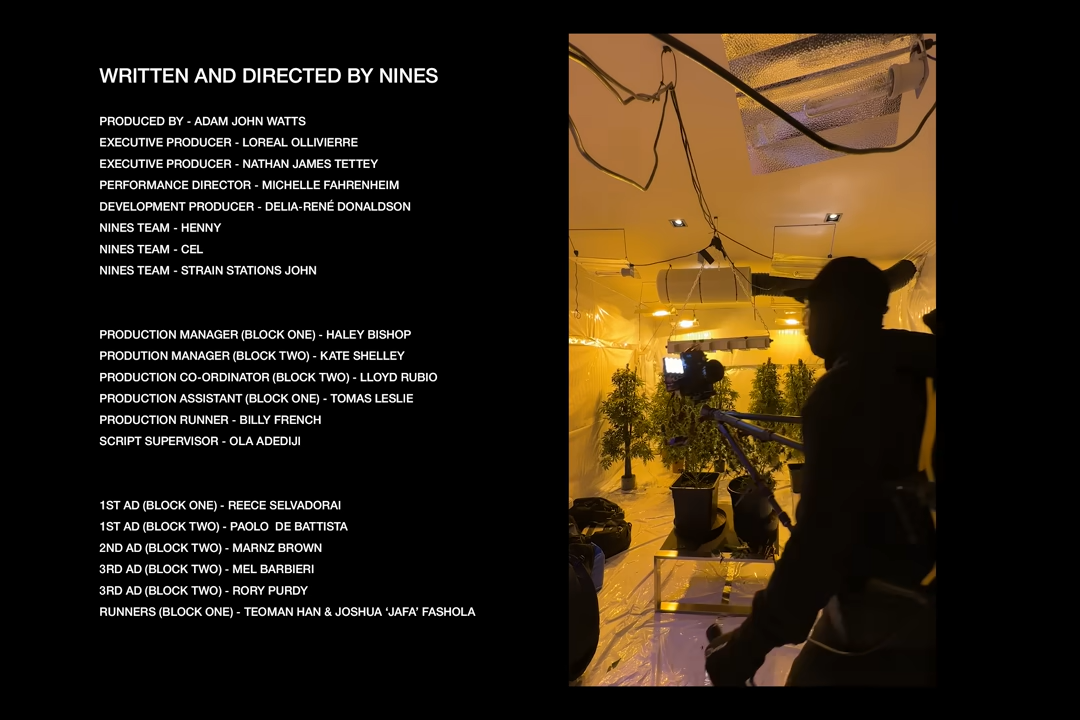 WRITTEN AND DIRECTED BY NINES
PRODUCED BY - ADAM JOHN WATTS
EXECUTIVE PRODUCER - LOREAL OLLIVIERRE
EXECUTIVE PRODUCER - NATHAN JAMES TETTEY
PERFORMANCE DIRECTOR - MICHELLE FAHRENHEIM
DEVELOPMENT PRODUCER - DELIA-RENÉ DONALDSON
NINES TEAM - HENNY
NINES TEAM - CEL
NINES TEAM - STRAIN STATIONS JOHN
PRODUCTION MANAGER (BLOCK ONE) - HALEY BISHOP
PRODUTION MANAGER (BLOCK TWO) - KATE SHELLEY
PRODUCTION CO-ORDINATOR (BLOCK TWO) - LLOYD RUBIO
PRODUCTION ASSISTANT (BLOCK ONE) - TOMAS LESLIE
PRODUCTION RUNNER - BILLY FRENCH
SCRIPT SUPERVISOR - OLA ADEDIJI
1ST AD (BLOCK ONE) - REECE SELVADORAI
1ST AD (BLOCK TWO) - PAOLO  DE BATTISTA
2ND AD (BLOCK TWO) - MARNZ BROWN
3RD AD (BLOCK TWO) - MEL BARBIERI
3RD AD (BLOCK TWO) - RORY PURDY
RUNNERS (BLOCK ONE) - TEOMAN HAN & JOSHUA ‘JAFA’ FASHOLA